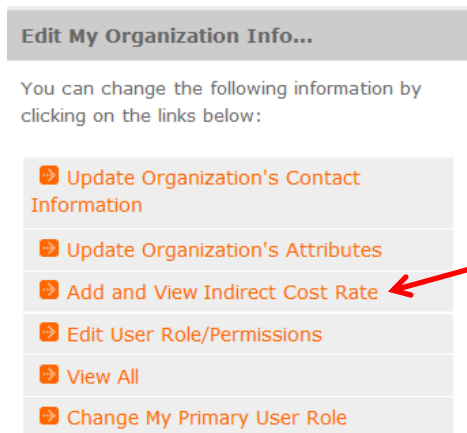 Edit My Organization Info...
You can change the following information by
clicking on the links below:
Update Organization's Contact
Information
Update Organization's Attributes
Add and View Indirect Cost Rate
Edit User Role/Permissions
View All
Change My Primary User Role